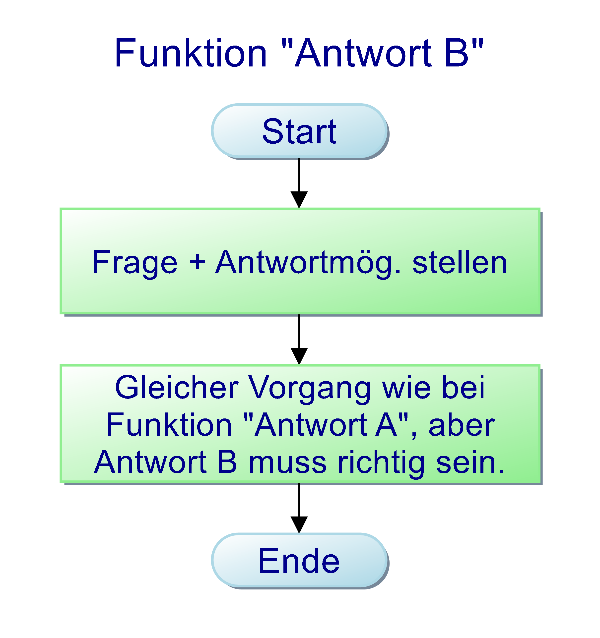 Funktion "Antwort B"
Start
Frage + Antwortmög. stellen
Gleicher Vorgang wie bei
Funktion "Antwort A", aber
Antwort B muss richtig sein.
Ende